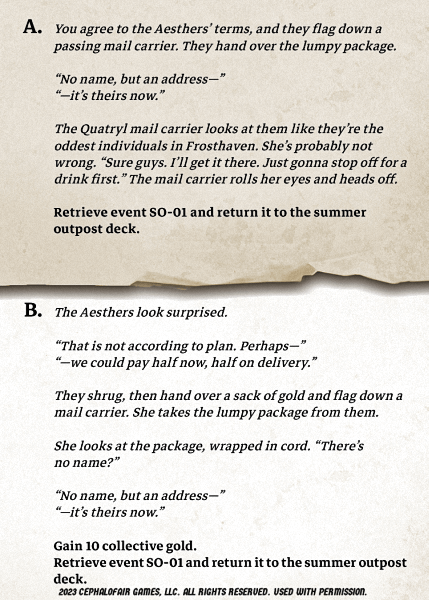 A. You agree to the Aesthers’ terms, and they flag down a
passing mail carrier. They hand over the lumpy package.
“No name, but an address—”
“—it’s theirs now.”
The Quatryl mail carrier looks at them like they’re the
oddest individuals in Frosthaven. She’s probably not
wrong. “Sure guys. I’ll get it there. Just gonna stop off for a
drink first.” The mail carrier rolls her eyes and heads off.
Retrieve event SO-01 and return it to the summer
outpost deck.
B. The Aesthers look surprised.
“That is not according to plan. Perhaps—”
“—we could pay half now, half on delivery.”
They shrug, then hand over a sack of gold and flag down a
mail carrier. She takes the lumpy package from them.
She looks at the package, wrapped in cord. “There’s
no name?”
“No name, but an address—”
“—it’s theirs now.”
Gain 10 collective gold.
Retrieve event SO-01 and return it to the summer outpost
deck.
2023 CEPHALOFAIR GAMES, LLC. ALL RIGHTS RESERVED. USED WITH PERMISSION.